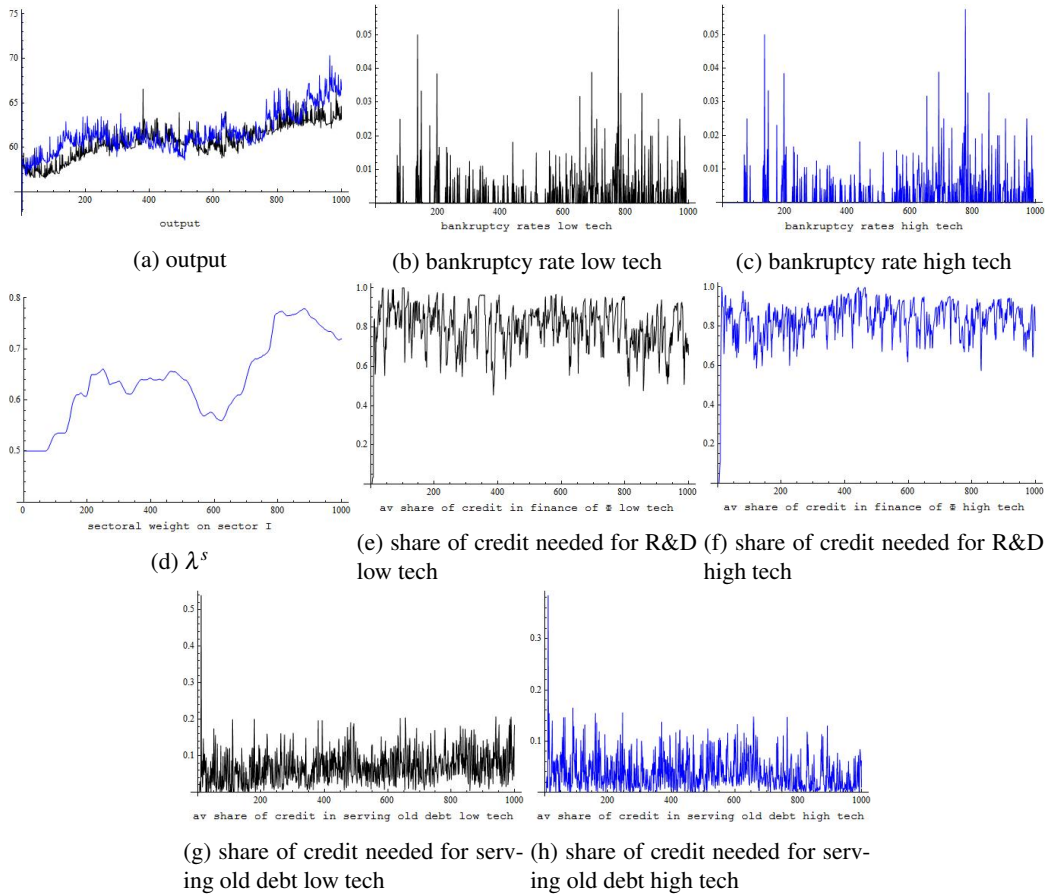 75
70
65
60
200 400 600 800 1000
output
(a) output
0.05
0.04
0.03
0.02
0.01
200 400 600 800 1000
bankruptcy rates low tech
(b) bankruptcy rate low tech
0.05
0.04
0.03
0.02
0.01
200 400 600 800 1000
bankruptcy rates high tech
(c) bankruptcy rate high tech
0.8
0.7
0.6
0.5
0 200 400 600 800 1000
sectoral weight on sector I
(d) λˢ
1.0
0.8
0.6
0.4
0.2
200 400 600 800 1000
av share of credit in finance of Φ low tech
(e) share of credit needed for R&D
low tech
1.0
0.8
0.6
0.4
0.2
200 400 600 800 1000
av share of credit in finance of Φ high tech
(f) share of credit needed for R&D
high tech
0.5
0.4
0.3
0.2
0.1
200 400 600 800 1000
av share of credit in serving old debt low tech
(g) share of credit needed for serv-
ing old debt low tech
0.3
0.2
0.1
200 400 600 800 1000
av share of credit in serving old debt high tech
(h) share of credit needed for serv-
ing old debt high tech